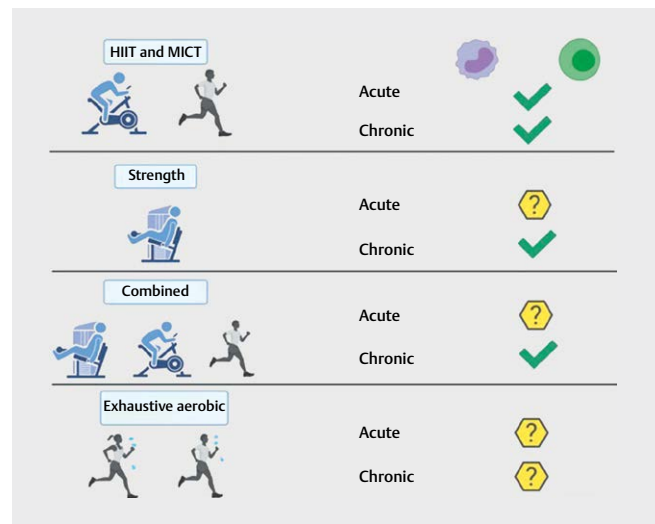 HIIT and MICT
Acute
Chronic
Strength
Acute
?
Chronic
Combined
Acute
?
Chronic
Exhaustive aerobic
Acute
?
Chronic
?